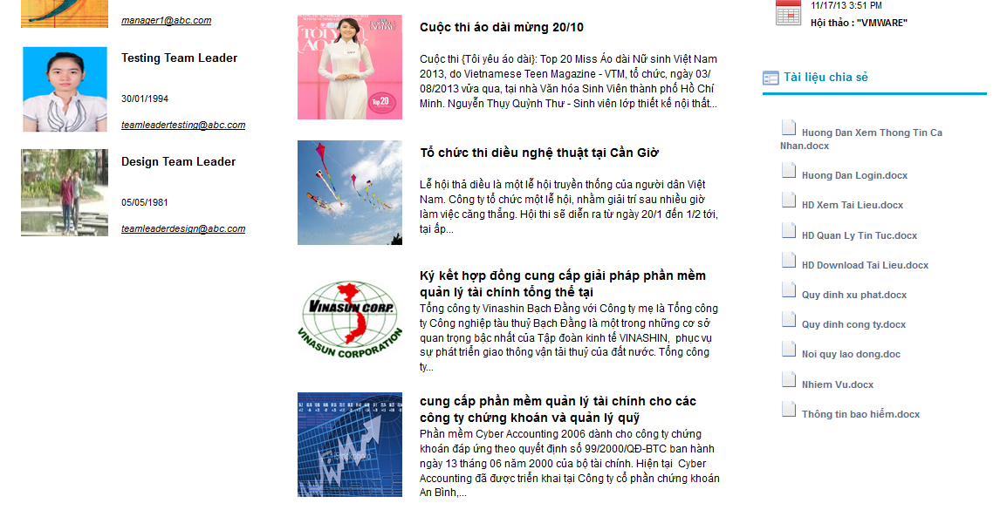 manager1@abc.com
Testing Team Leader
30/01/1994
teamleadertesting@abc.com
Design Team Leader
05/05/1981
teamleaderdesign@abc.com
TÔI YÊU
ÁO DÀI
Top 20
Cuộc thi áo dài mừng 20/10
Cuộc thi {Tôi yêu áo dài}: Top 20 Miss Áo dài Nữ sinh Việt Nam
2013, do Vietnamese Teen Magazine - VTM, tổ chức, ngày 03/
08/2013 vừa qua, tại nhà Văn hóa Sinh Viên thành phố Hồ Chí
Minh. Nguyễn Thụy Quỳnh Thư - Sinh viên lớp thiết kế nội thất...
Tổ chức thi diều nghệ thuật tại Cần Giờ
Lễ hội thả diều là một lễ hội truyền thống của người dân Việt
Nam. Công ty tổ chức một lễ hội, nhằm giải trí sau nhiều giờ
làm việc căng thẳng. Hội thi sẽ diễn ra từ ngày 20/1 đến 1/2 tới,
tại ấp...
VINASUN CORP.
VINASUN CORPORATION
Ký kết hợp đồng cung cấp giải pháp phần mềm
quản lý tài chính tổng thể tại
Tổng công ty Vinashin Bạch Đằng với Công ty mẹ là Tổng công
ty Công nghiệp tàu thuỷ Bạch Đằng là một trong những cơ sở
quan trọng bậc nhất của Tập đoàn kinh tế VINASHIN,  phục vụ
sự phát triển giao thông vận tải thuỷ của đất nước. Tổng công
ty...
cung cấp phần mềm quản lý tài chính cho các
công ty chứng khoán và quản lý quỹ
Phần mềm Cyber Accounting 2006 dành cho công ty chứng
khoán đáp ứng theo quyết định số 99/2000/QĐ-BTC ban hành
ngày 13 tháng 06 năm 2000 của bộ tài chính. Hiện tại  Cyber
Accounting đã được triển khai tại Công ty cổ phần chứng khoán
An Bình,...
11/17/13 3:51 PM
Hội thảo : "VMWARE"
Tài liệu chia sẻ
Huong Dan Xem Thong Tin Ca
Nhan.docx
Huong Dan Login.docx
HD Xem Tai Lieu.docx
HD Quan Ly Tin Tuc.docx
HD Download Tai Lieu.docx
Quy dinh xu phat.docx
Quy dinh cong ty.docx
Noi quy lao dong.doc
Nhiem Vu.docx
Thông tin bao hiểm.docx